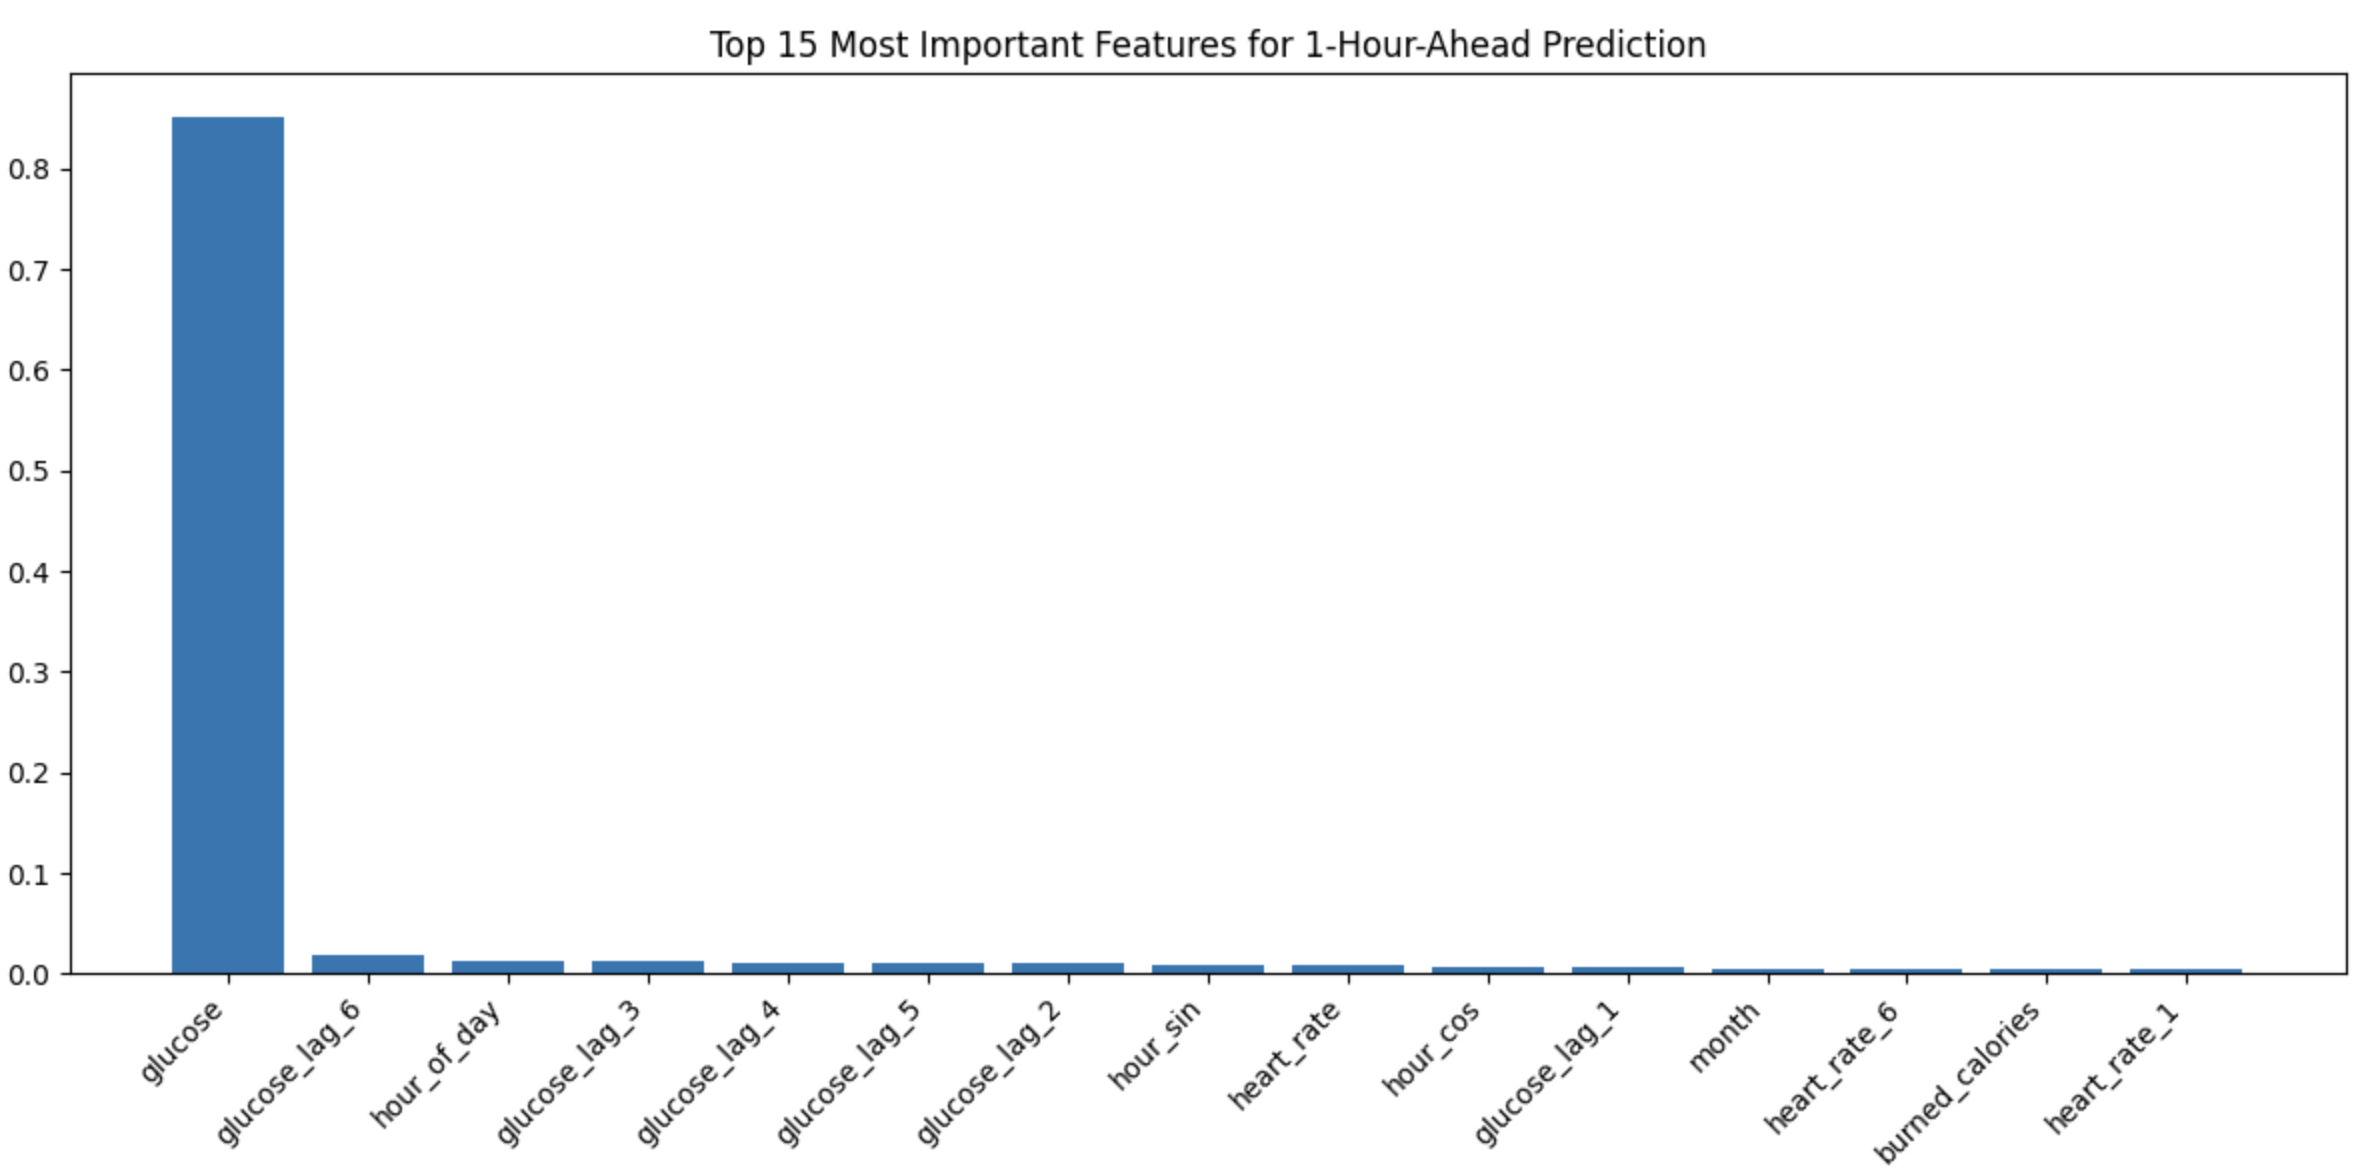 Top 15 Most Important Features for 1-Hour-Ahead Prediction
0.8
0.7
0.6
0.5
0.4
0.3
0.2
0.1
0.0
glucose
glucose_lag_6
hour_of_day
glucose_lag_3
glucose_lag_4
glucose_lag_5
glucose_lag_2
hour_sin
heart_rate
hour_cos
glucose_lag_1
month
heart_rate_6
burned_calories
heart_rate_1